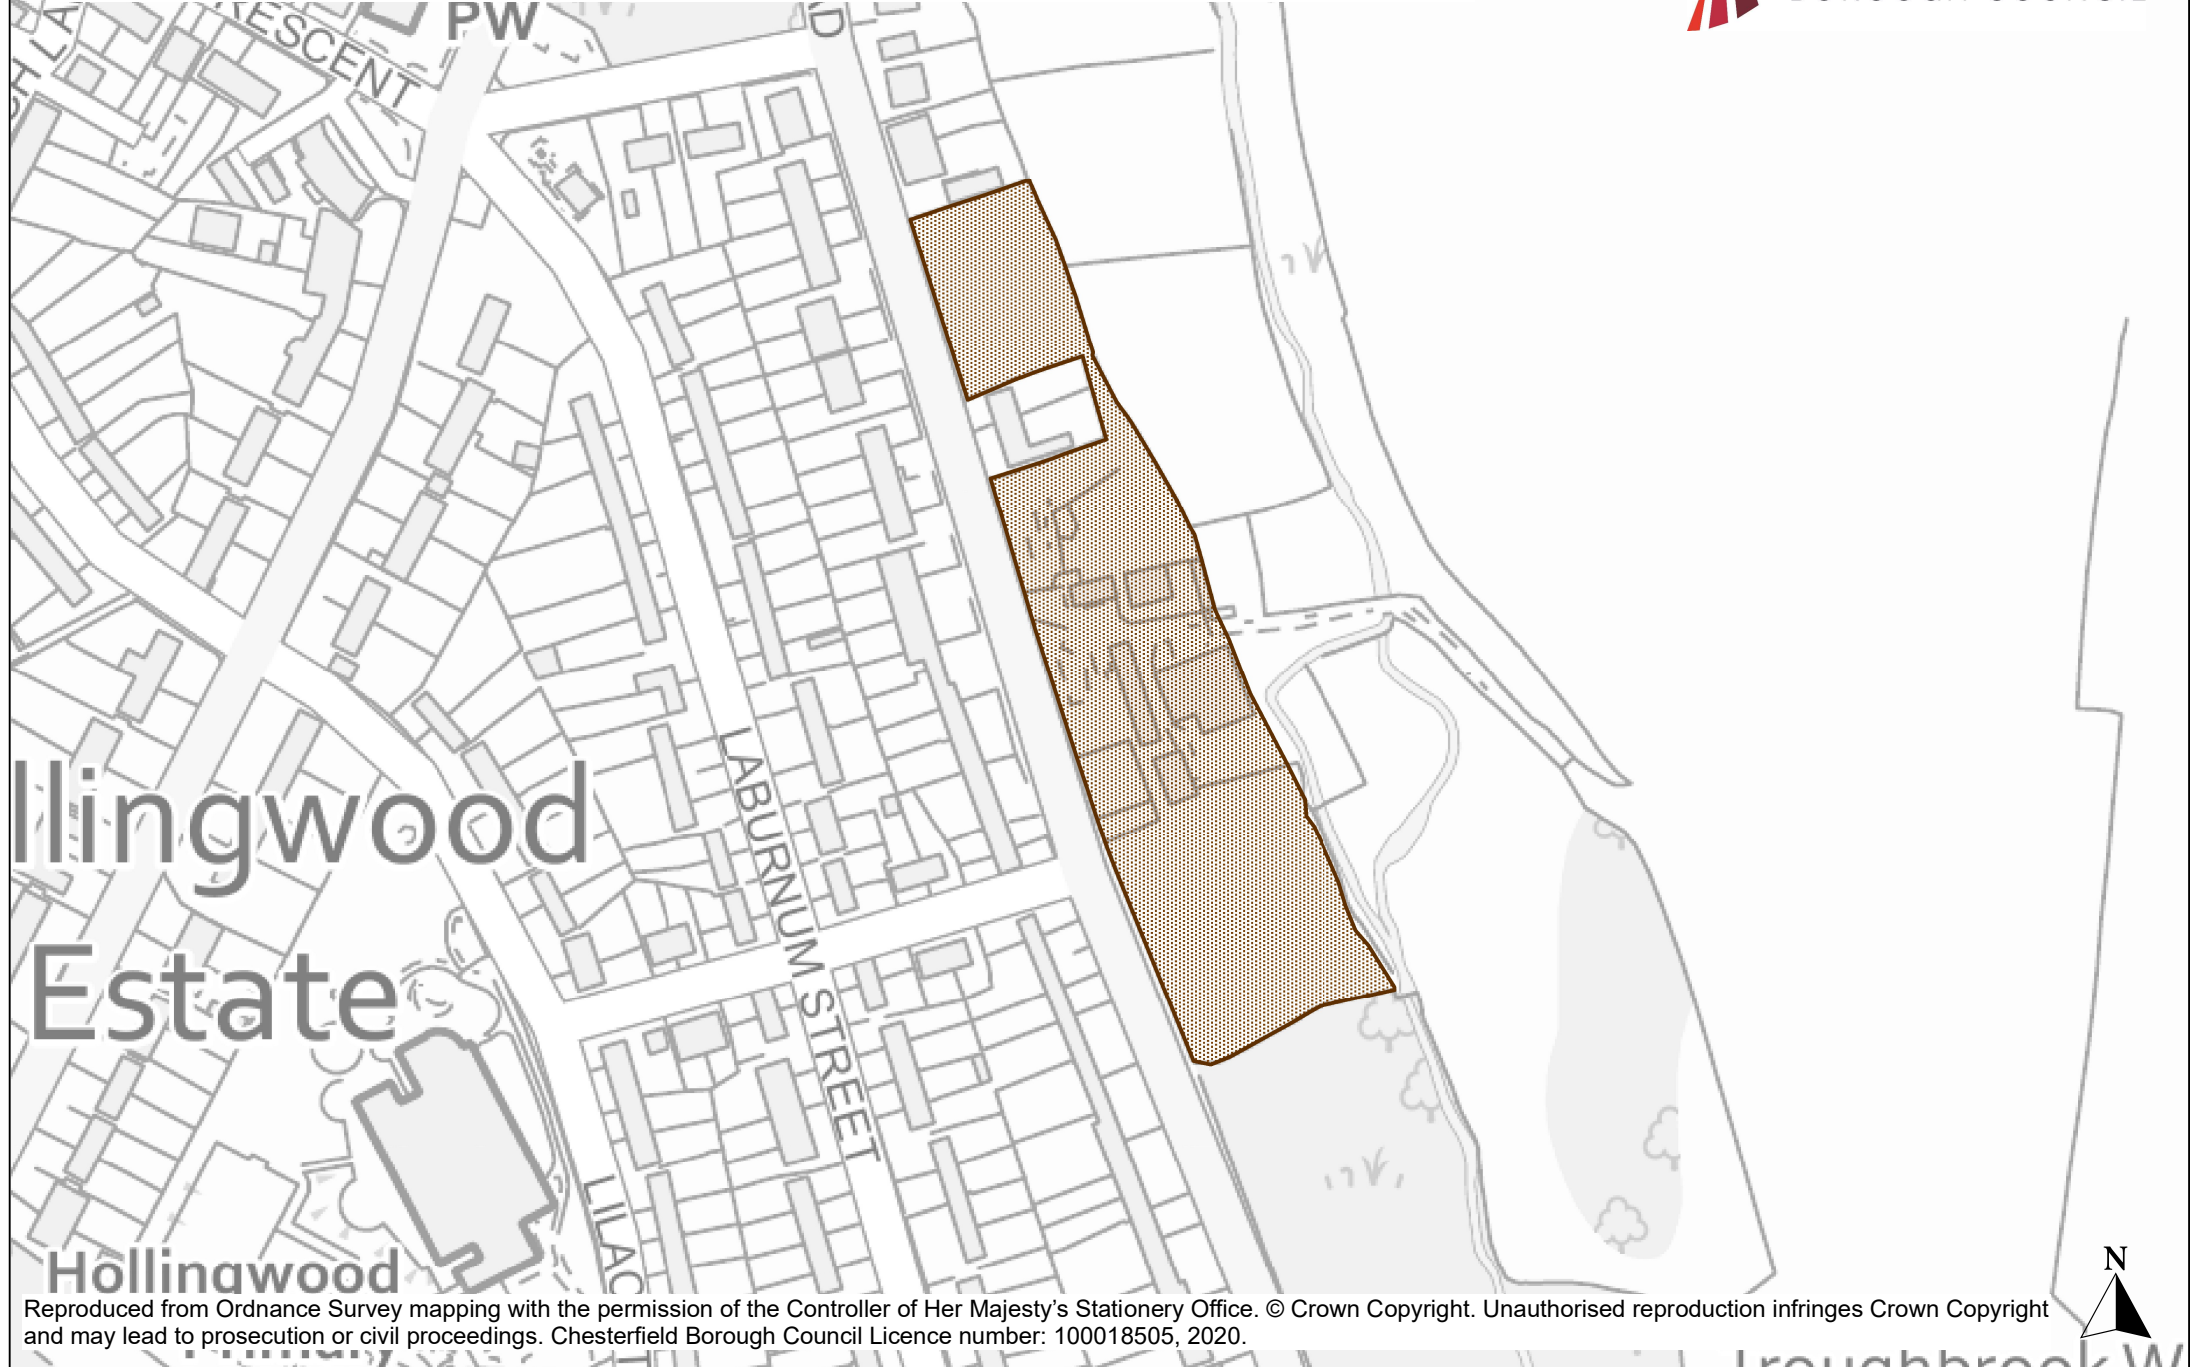 PW
RESCENT
LABURNUM STREET
llingwood
Estate
LILAC
Hollingwood
N
Reproduced from Ordnance Survey mapping with the permission of the Controller of Her Majesty's Stationery Office. © Crown Copyright. Unauthorised reproduction infringes Crown Copyright
and may lead to prosecution or civil proceedings. Chesterfield Borough Council Licence number: 100018505, 2020.